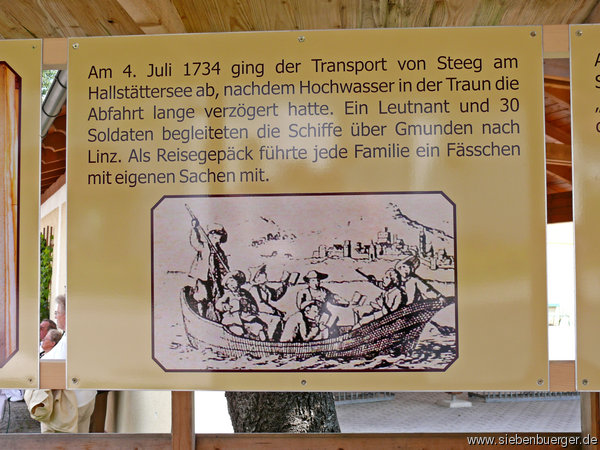 Am 4. Juli 1734 ging der Transport von Steeg am
Hallstättersee ab, nachdem Hochwasser in der Traun die
Abfahrt lange verzögert hatte. Ein Leutnant und 30
Soldaten begleiteten die Schiffe über Gmunden nach
Linz. Als Reisegepäck führte jede Familie ein Fässchen
mit eigenen Sachen mit.
www.siebenbuerger.de